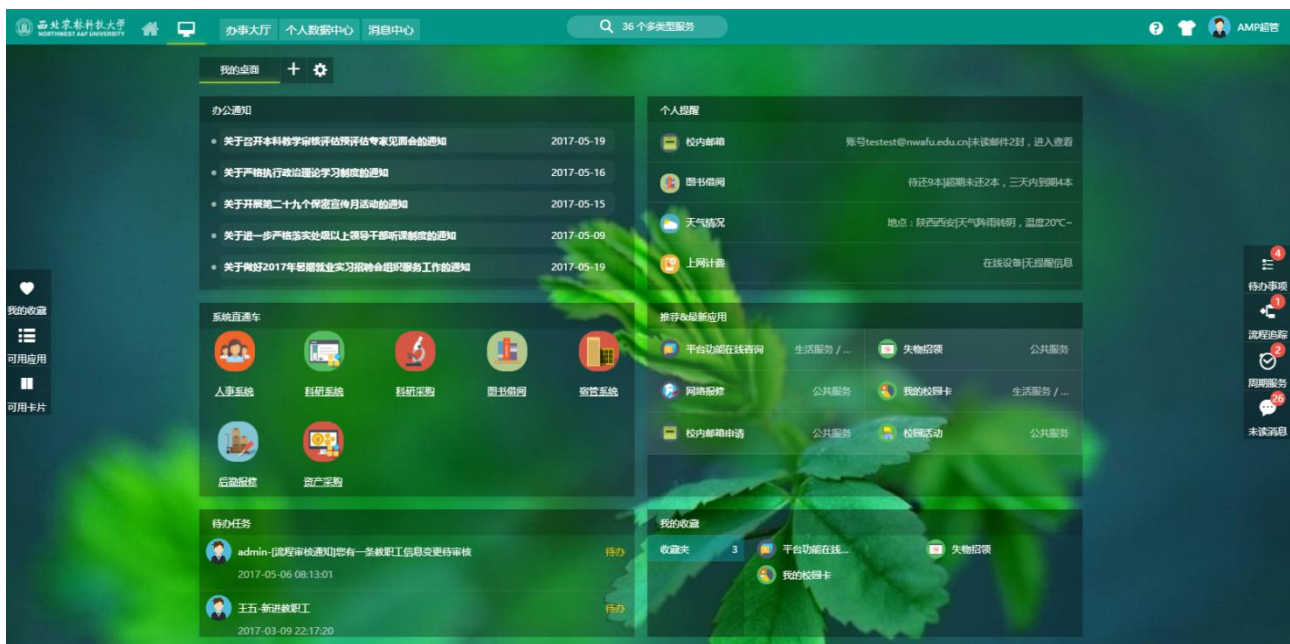 西北农林科技大学
NORTHWEST A&F UNIVERSITY
办事大厅 个人数据中心 消息中心
36 个多类型服务
AMP超管
我的桌面
办公通知
关于召开本科教学审核评估预评估专家见面会的通知 2017-05-19
关于严格执行政治理论学习制度的通知 2017-05-16
关于开展第二十九个保密宣传月活动的通知 2017-05-15
关于进一步严格落实处级以上领导干部听课制度的通知 2017-05-09
关于做好2017年暑期就业实习招聘会组织服务工作的通知 2017-05-19
个人提醒
校内邮箱 账号testest@nwafu.edu.cn|未读邮件2封，进入查看
图书借阅 待还9本|超期未还2本，三天内到期4本
天气情况 地点：陕西西安|天气阵雨转阴，温度20℃~
上网计费 在线设备|无提醒信息
我的收藏
可用应用
可用卡片
系统直通车
人事系统 科研系统 科研采购 图书借阅 宿管系统
后勤报修 资产采购
推荐&最新应用
平台功能在线咨询 生活服务 /... 失物招领 公共服务
网络报修 公共服务 我的校园卡 生活服务 /...
校内邮箱申请 公共服务 校园活动 公共服务
4
待办事项
1
流程追踪
2
周期服务
26
未读消息
待办任务
admin-[流程审核通知]您有一条教职工信息变更待审核 待办
2017-05-06 08:13:01
王五-新进教职工 待办
2017-03-09 22:17:20
我的收藏
收藏夹 3 平台功能在线... 失物招领
我的校园卡